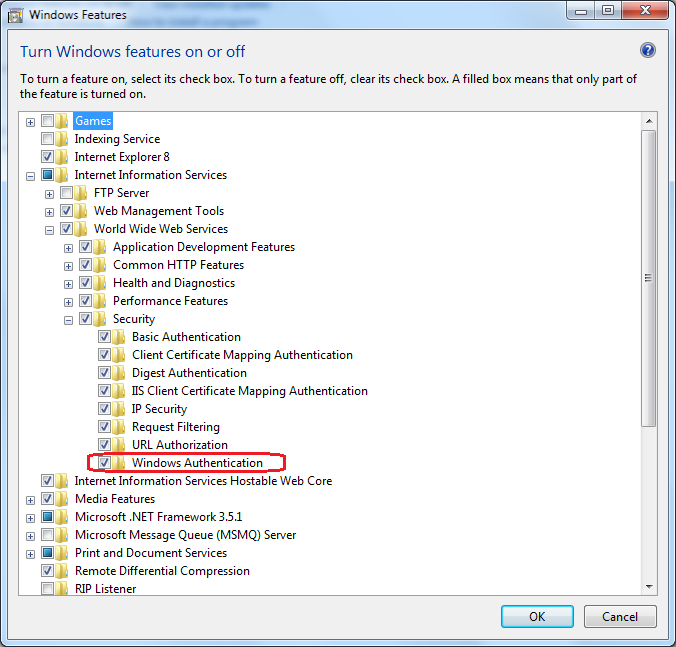 Windows Features
Turn Windows features on or off
To turn a feature on, select its check box. To turn a feature off, clear its check box. A filled box means that only part of
the feature is turned on.
Games
Indexing Service
Internet Explorer 8
Internet Information Services
FTP Server
Web Management Tools
World Wide Web Services
Application Development Features
Common HTTP Features
Health and Diagnostics
Performance Features
Security
Basic Authentication
Client Certificate Mapping Authentication
Digest Authentication
IIS Client Certificate Mapping Authentication
IP Security
Request Filtering
URL Authorization
Windows Authentication
Internet Information Services Hostable Web Core
Media Features
Microsoft .NET Framework 3.5.1
Microsoft Message Queue (MSMQ) Server
Print and Document Services
Remote Differential Compression
RIP Listener
OK Cancel